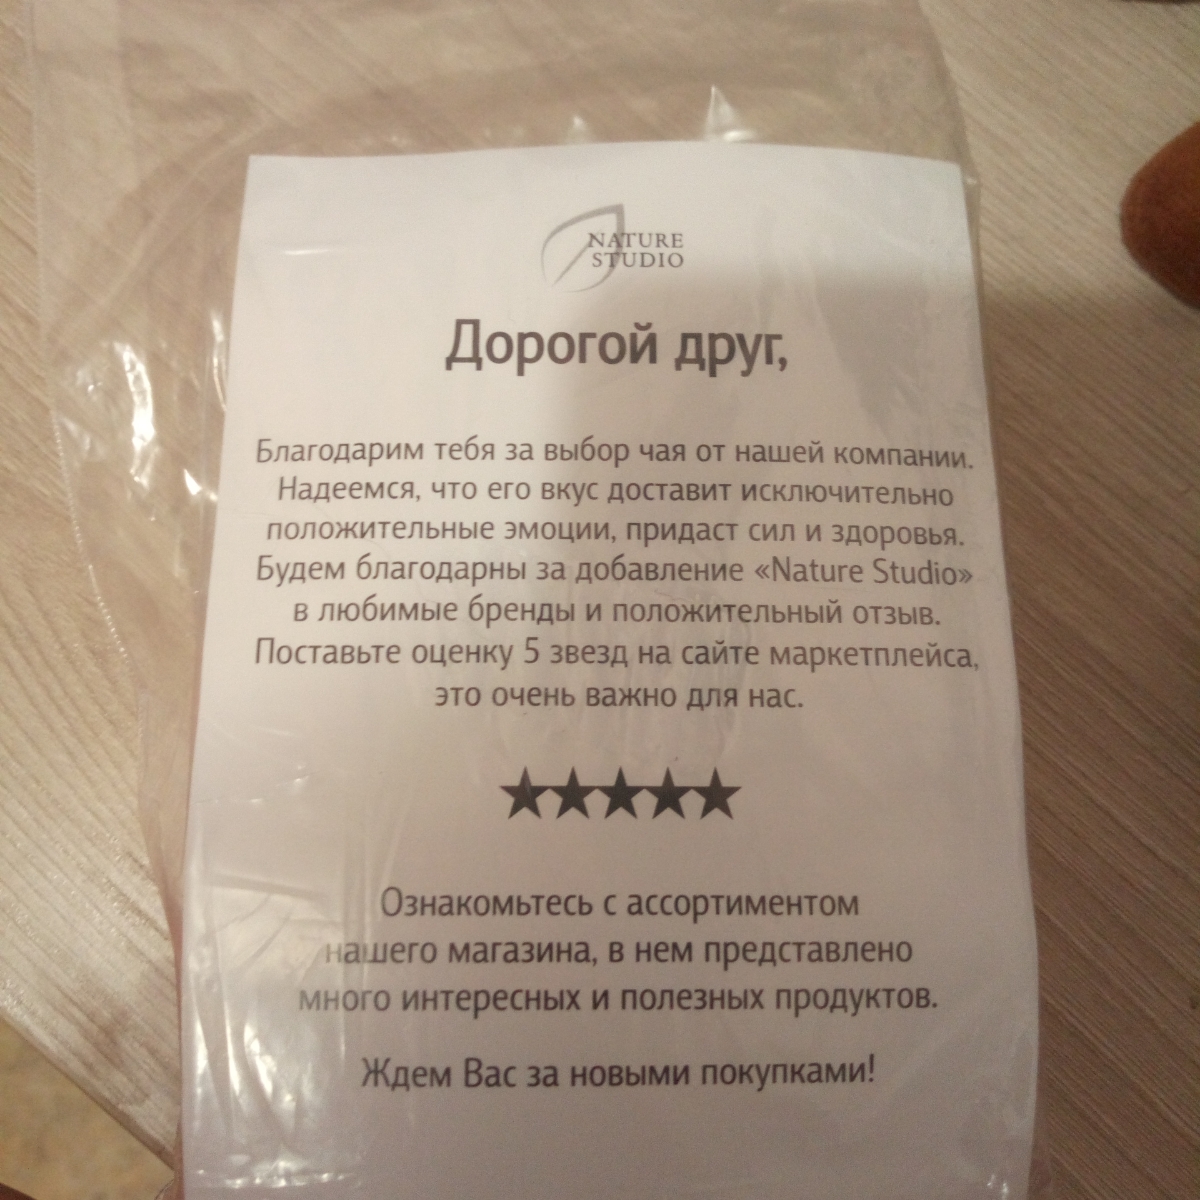 NATURE
STUDIO
Дорогой друг,
Благодарим тебя за выбор чая от нашей компании.
Надеемся, что его вкус доставит исключительно
положительные эмоции, придаст сил и здоровья.
Будем благодарны за добавление «Nature Studio»
в любимые бренды и положительный отзыв.
Поставьте оценку 5 звезд на сайте маркетплейса,
это очень важно для нас.
★★★★★
Ознакомьтесь с ассортиментом
нашего магазина, в нем представлено
много интересных и полезных продуктов.
Ждем Вас за новыми покупками!